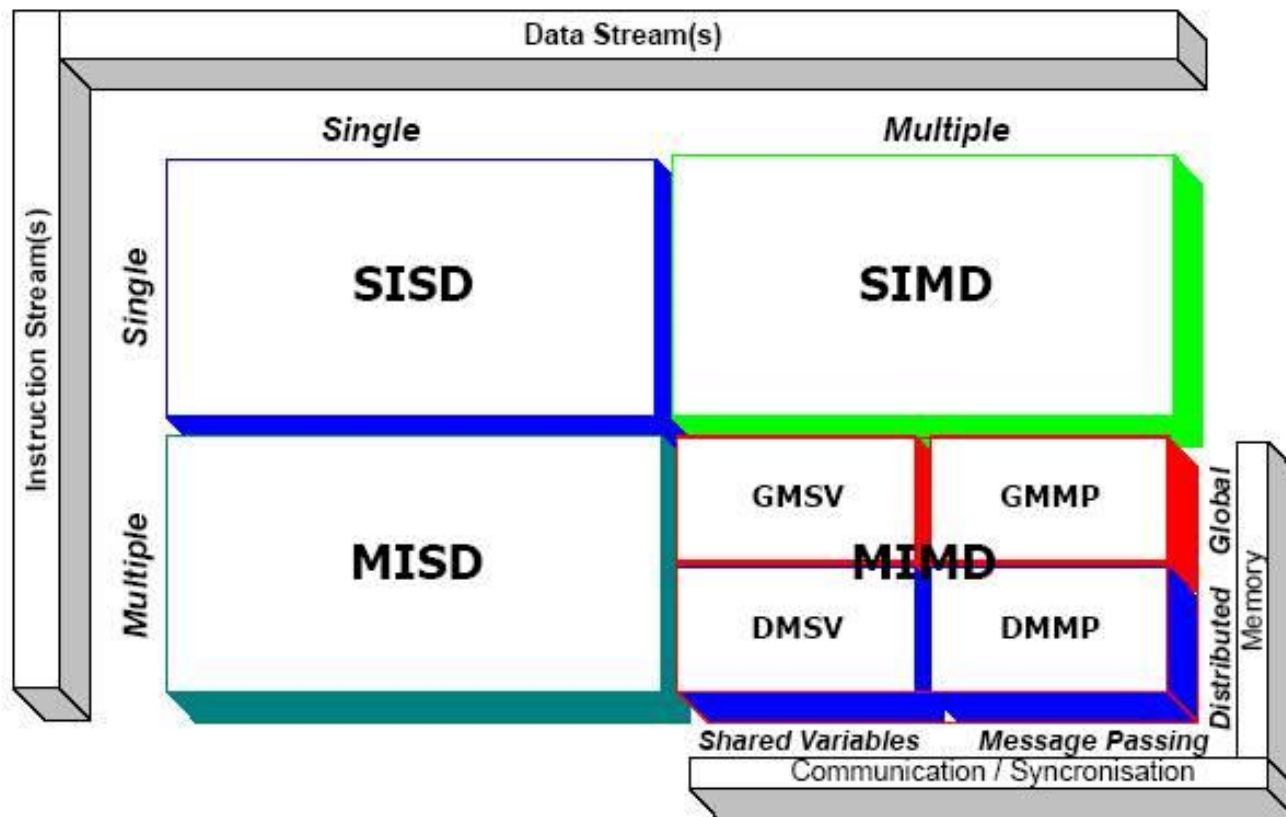 Data Stream(s)
Instruction Stream(s)
Single
Multiple
Single
SISD
SIMD
Multiple
MISD
MIMD
GMSV
GMMP
DMSV
DMMP
Global
Distributed
Memory
Shared Variables
Message Passing
Communication / Syncronisation